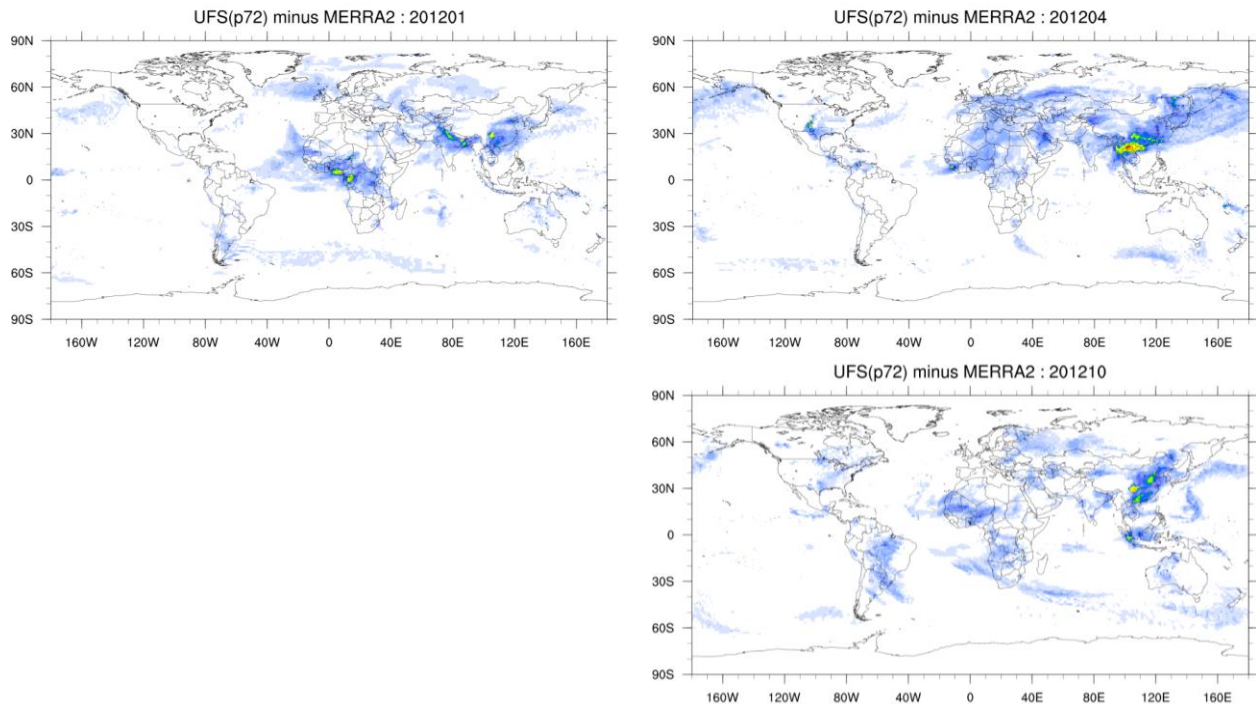 UFS(p72) minus MERRA2 : 201201
90N
60N
30N
0
30S
60S
90S
160W 120W 80W 40W 0 40E 80E 120E 160E
UFS(p72) minus MERRA2 : 201204
90N
60N
30N
0
30S
60S
90S
160W 120W 80W 40W 0 40E 80E 120E 160E
UFS(p72) minus MERRA2 : 201210
90N
60N
30N
0
30S
60S
90S
160W 120W 80W 40W 0 40E 80E 120E 160E